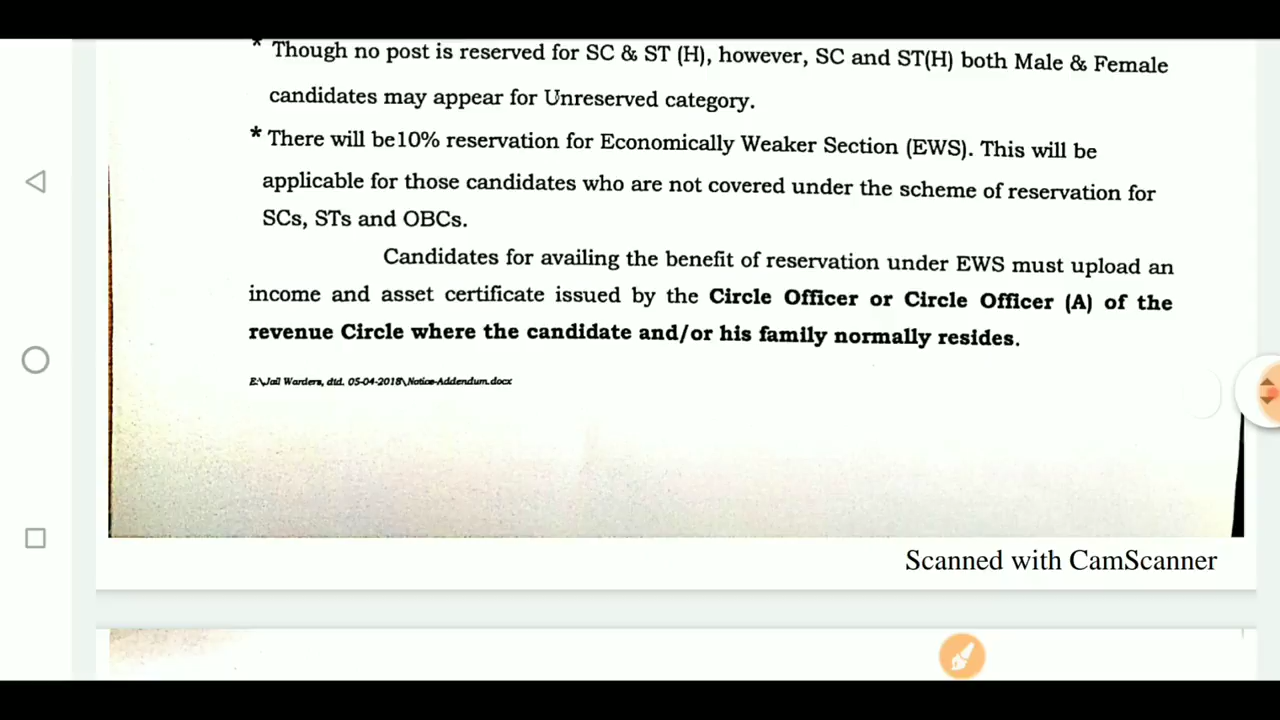 * Though no post is reserved for SC & ST (H), however, SC and ST(H) both Male & Female
candidates may appear for Unreserved category.
* There will be10% reservation for Economically Weaker Section (EWS). This will be
applicable for those candidates who are not covered under the scheme of reservation for
SCs, STs and OBCs.
Candidates for availing the benefit of reservation under EWS must upload an
income and asset certificate issued by the Circle Officer or Circle Officer (A) of the
revenue Circle where the candidate and/or his family normally resides.
E:\Jail Warders, dtd. 05-04-2018\Notice-Addendum.docx
Scanned with CamScanner